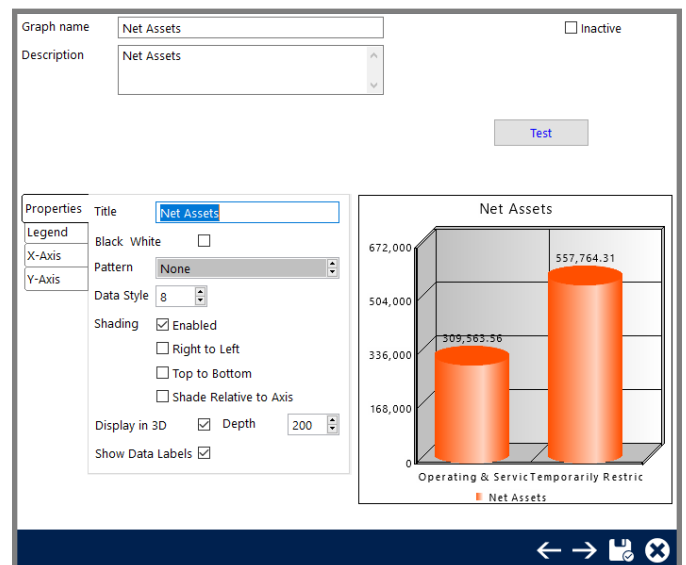 Graph name Net Assets Inactive
Description Net Assets
Test
Properties
Legend
X-Axis
Y-Axis
Title Net Assets
Black White
Pattern None
Data Style 8
Shading Enabled
Right to Left
Top to Bottom
Shade Relative to Axis
Display in 3D Depth 200
Show Data Labels
Net Assets
672,000
557,764.31
504,000
309,563.56
336,000
168,000
0
Operating & Servic Temporarily Restric
Net Assets